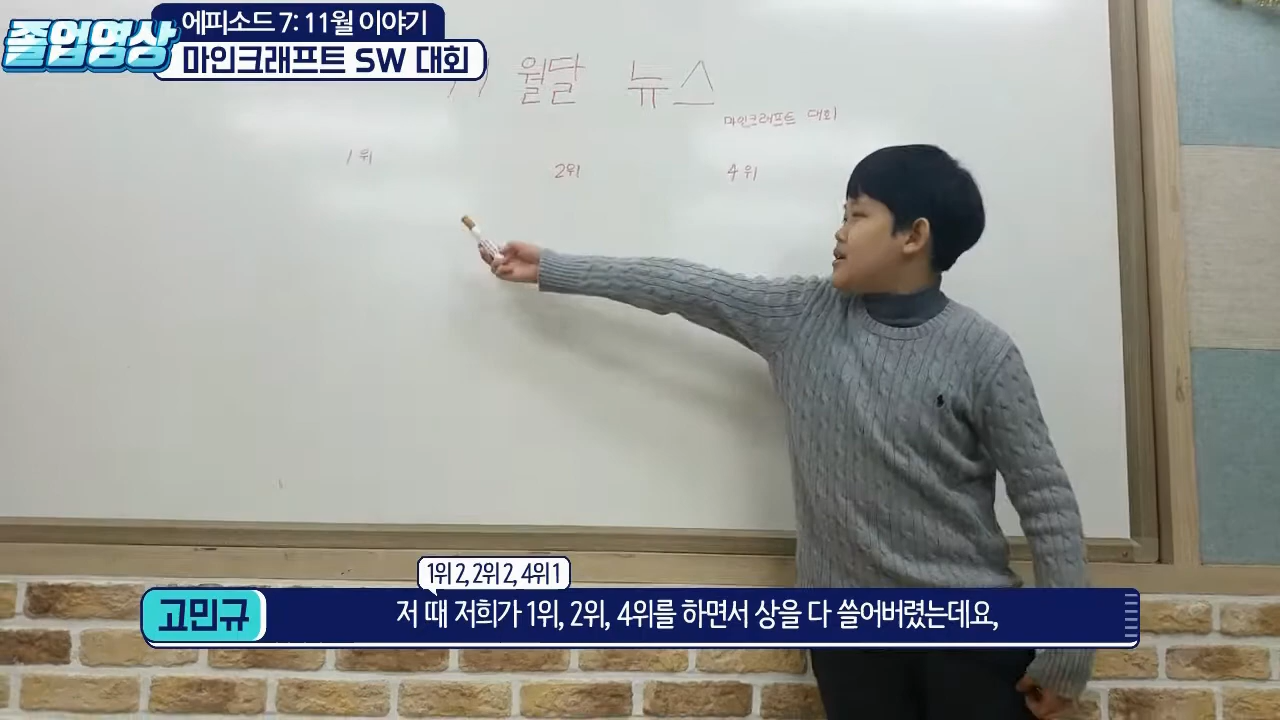 졸업영상
에피소드 7: 11월 이야기
마인크래프트 SW 대회
11 월달 뉴스
마인크래프트 대회
1위 2위 4위
1위 2, 2위 2, 4위 1
고민규
저 때 저희가 1위, 2위, 4위를 하면서 상을 다 쓸어버렸는데요,